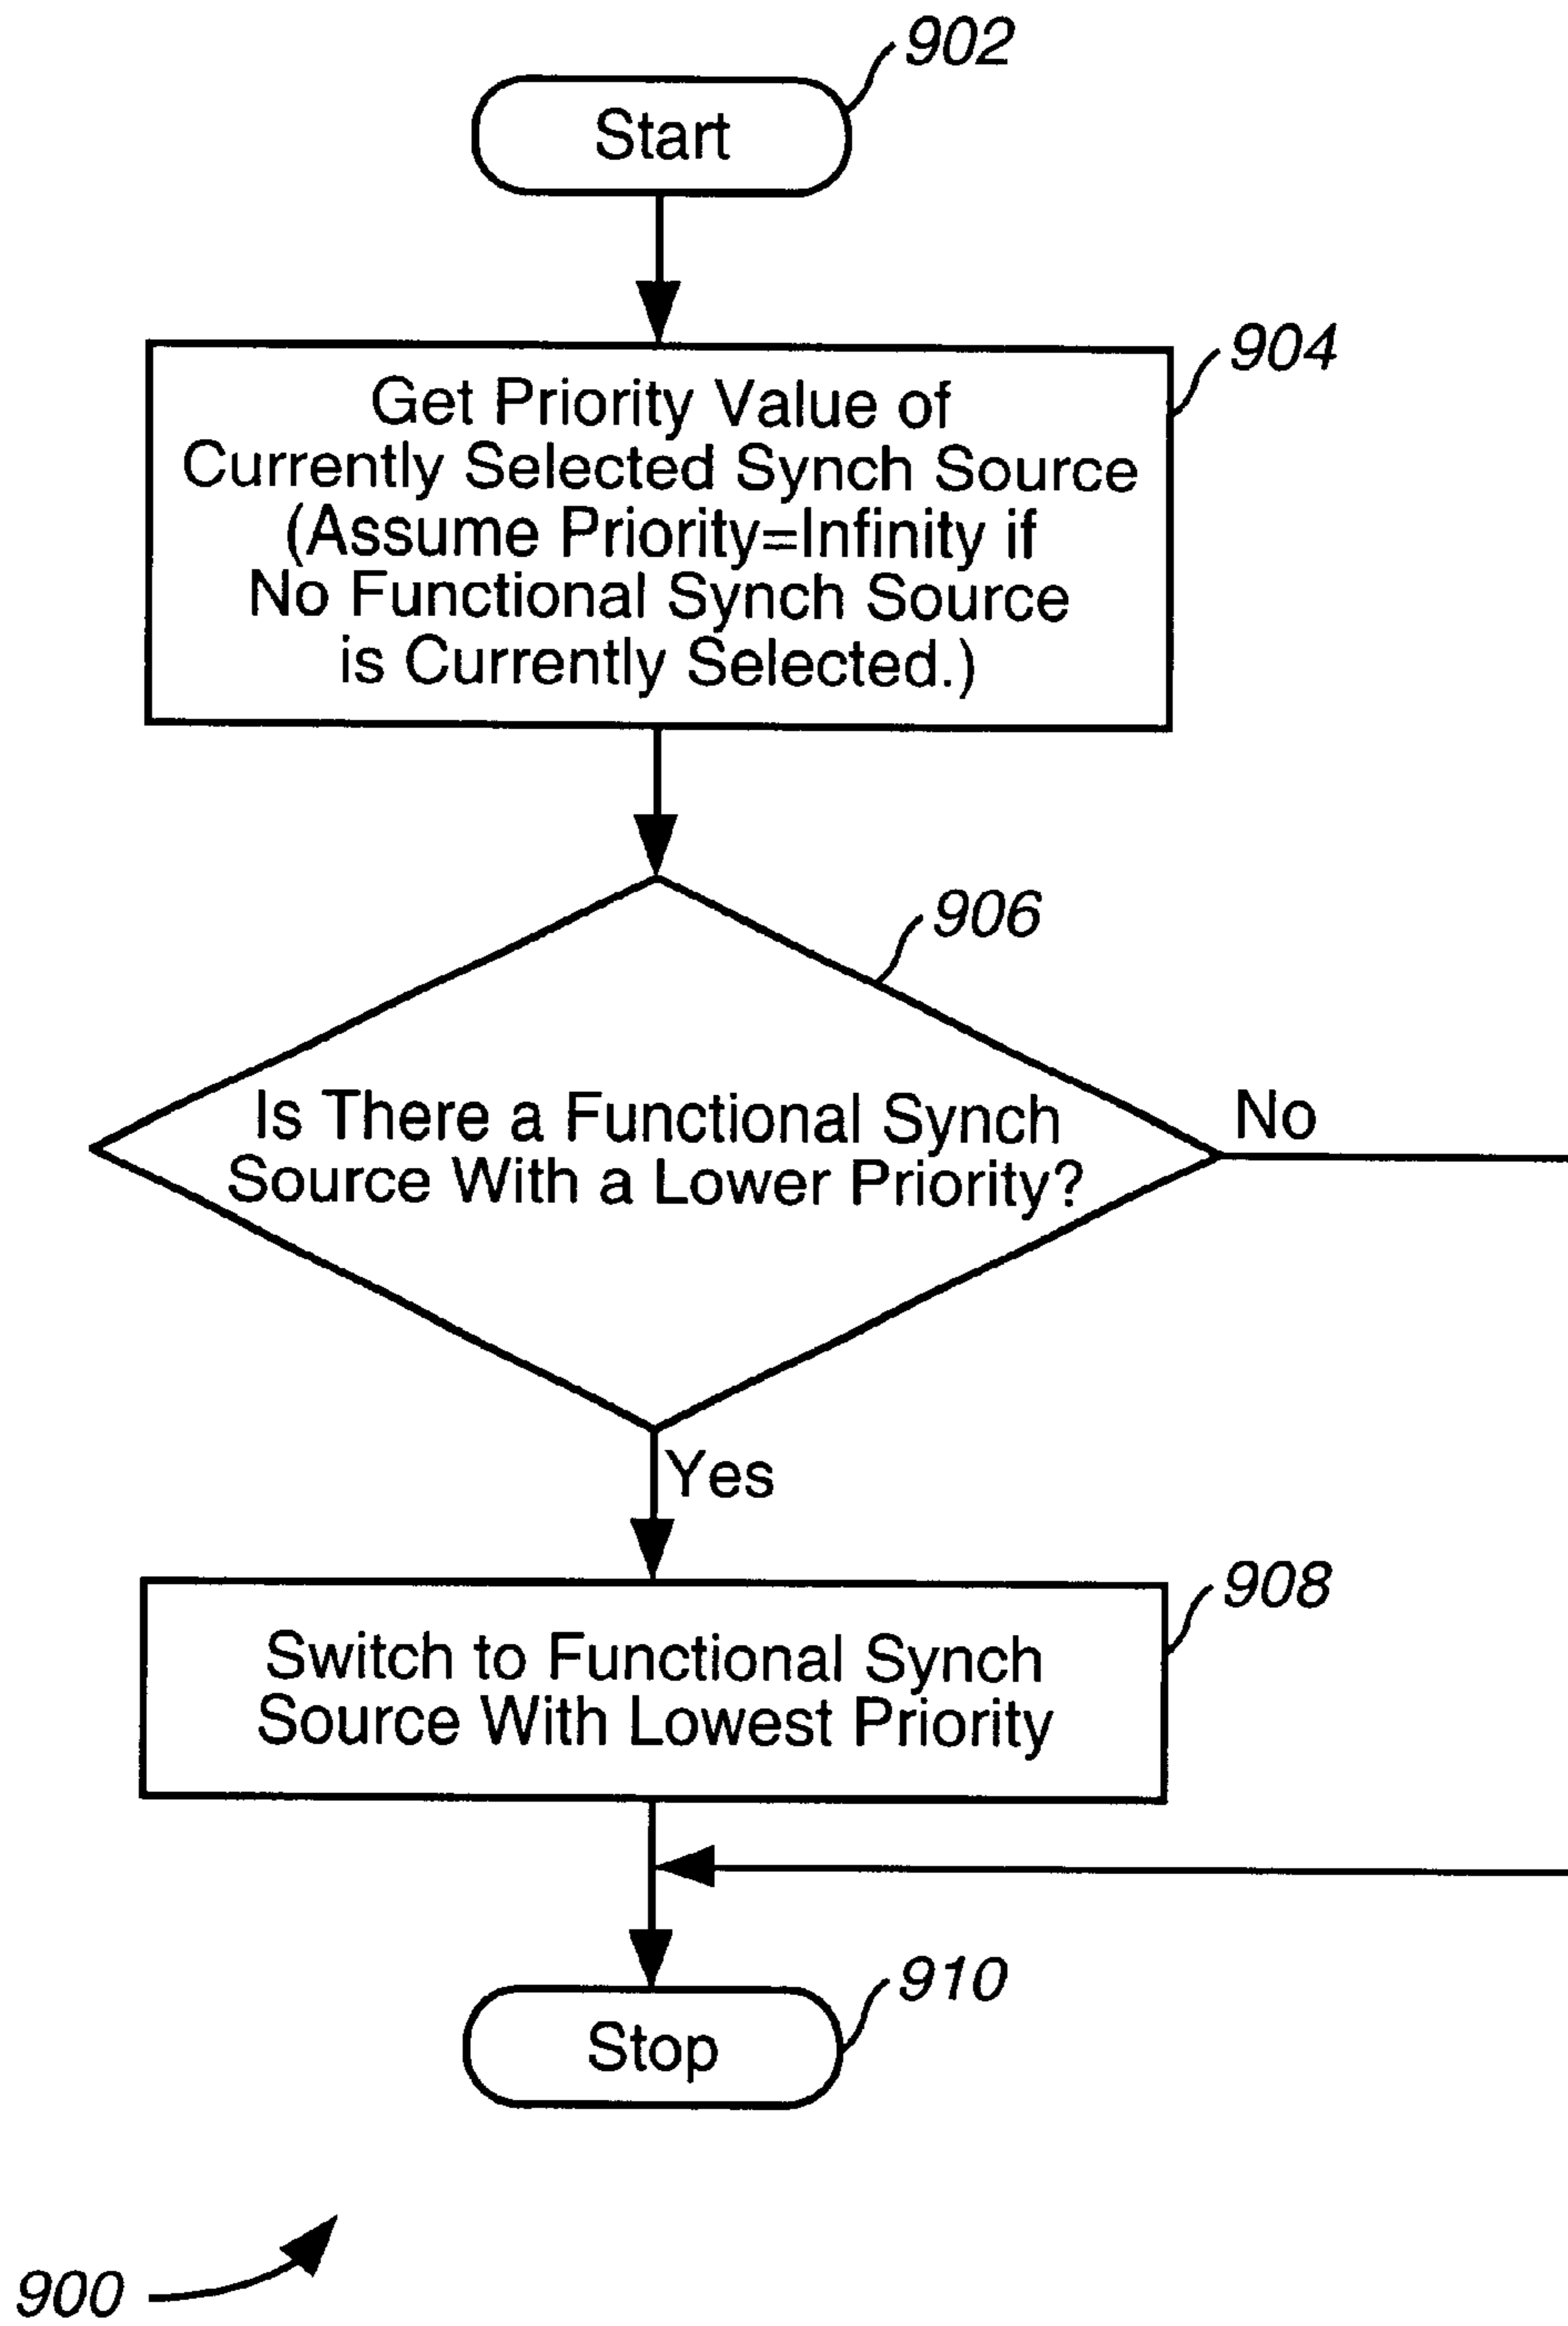 902
Start
904
Get Priority Value of
Currently Selected Synch Source
(Assume Priority=Infinity if
No Functional Synch Source
is Currently Selected.)
906
Is There a Functional Synch
Source With a Lower Priority?
No
Yes
908
Switch to Functional Synch
Source With Lowest Priority
910
Stop
900